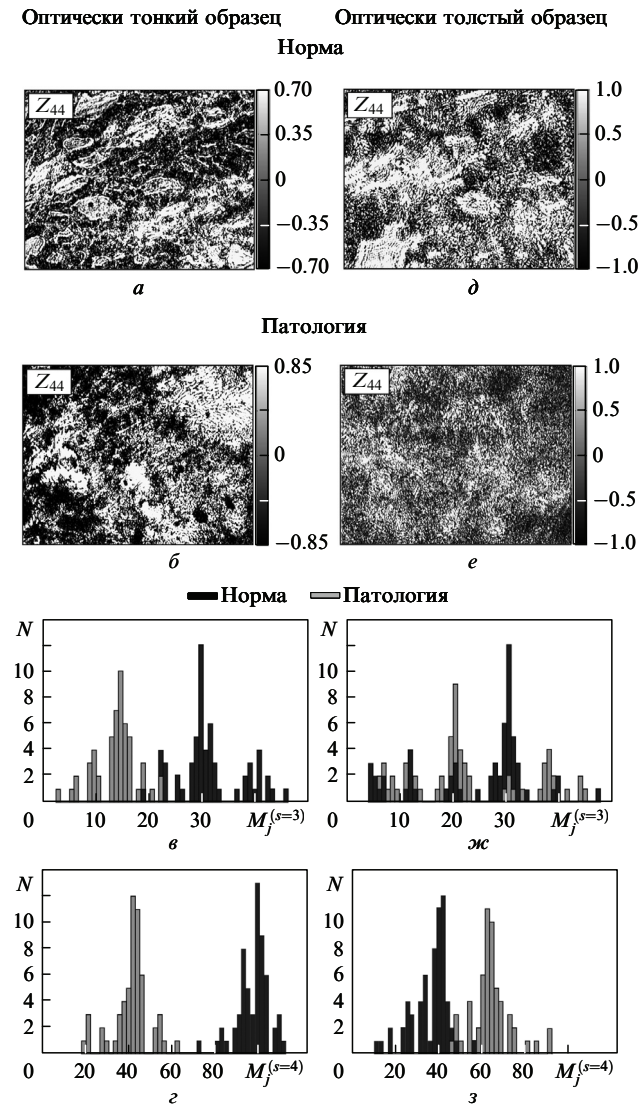 Оптически тонкий образец Оптически толстый образец
Норма
Z₄₄ 0.70 Z₄₄ 1.0
0.35 0.5
0 0
−0.35 −0.5
−0.70 −1.0
а д
Патология
Z₄₄ 0.85 Z₄₄ 1.0
0.5
0 0
−0.5
−0.85 −1.0
б е
Норма Патология
N N
10 10
8 8
6 6
4 4
2 2
0 10 20 30 Mⱼ⁽ˢ⁼³⁾ 0 10 20 30 Mⱼ⁽ˢ⁼³⁾
в ж
N N
10 10
8 8
6 6
4 4
2 2
0 20 40 60 80 Mⱼ⁽ˢ⁼⁴⁾ 0 20 40 60 80 Mⱼ⁽ˢ⁼⁴⁾
г з